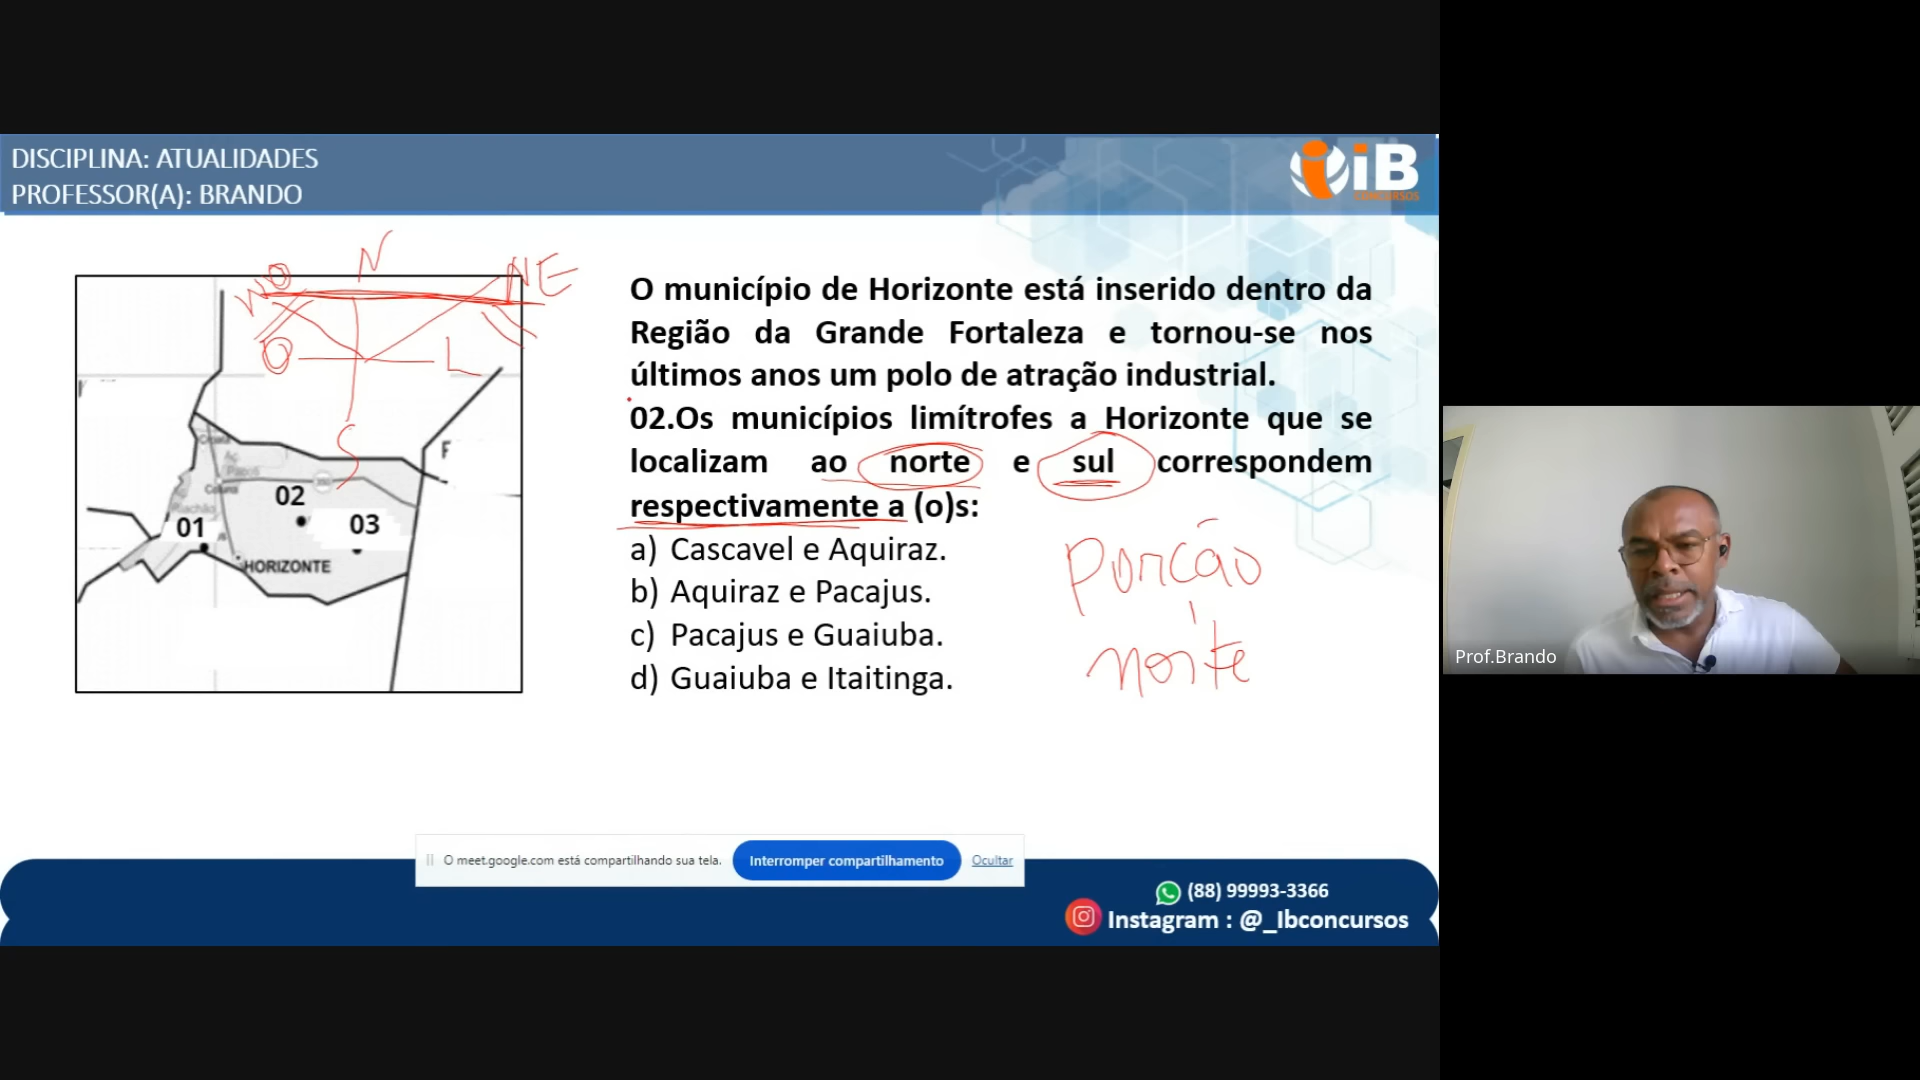 DISCIPLINA: ATUALIDADES
PROFESSOR(A): BRANDO
iB
CONCURSOS
N
NO
NE
O
L
S
F
02
01
03
HORIZONTE
O município de Horizonte está inserido dentro da
Região da Grande Fortaleza e tornou-se nos
últimos anos um polo de atração industrial.
02.Os municípios limítrofes a Horizonte que se
localizam ao norte e sul correspondem
respectivamente a (o)s:
a) Cascavel e Aquiraz.
b) Aquiraz e Pacajus.
c) Pacajus e Guaiuba.
d) Guaiuba e Itaitinga.
Porção
norte
Prof.Brando
O meet.google.com está compartilhando sua tela.
Interromper compartilhamento
Ocultar
(88) 99993-3366
Instagram : @_Ibconcursos